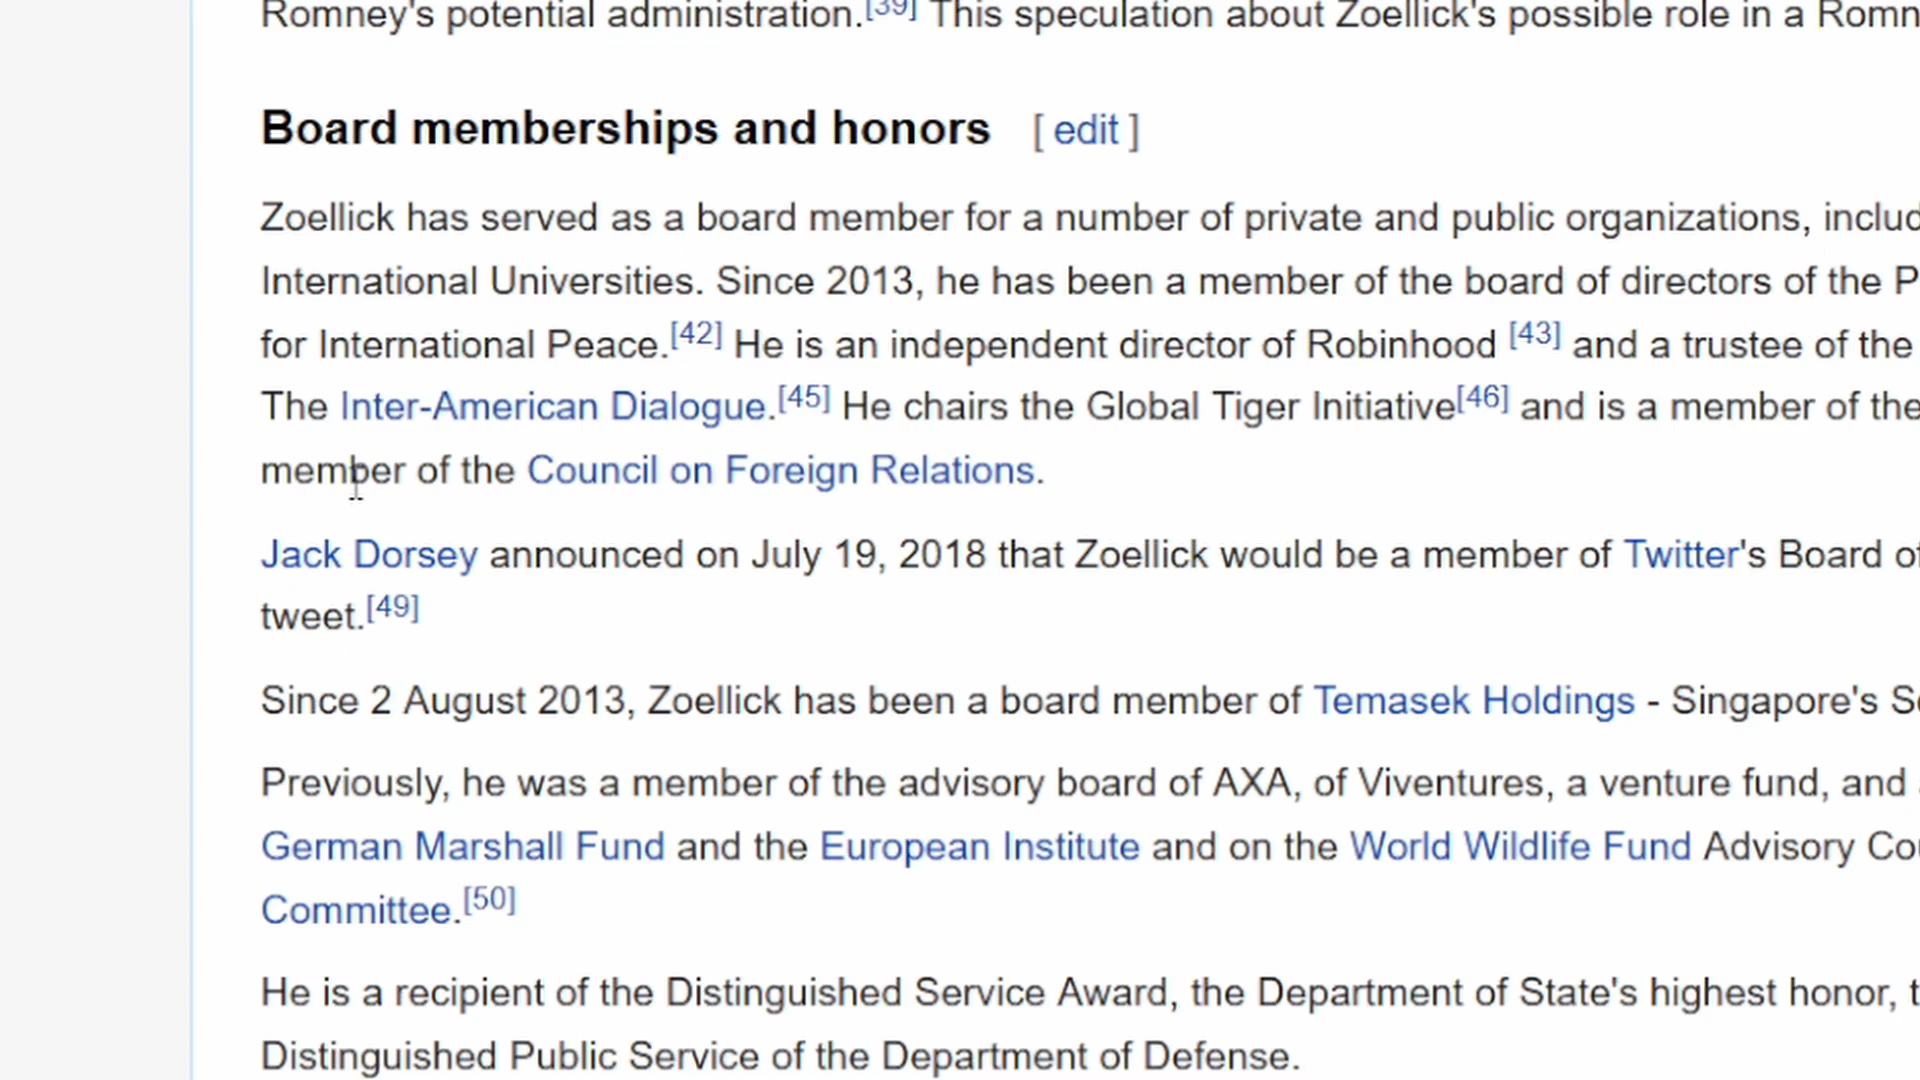 Romney's potential administration.[39] This speculation about Zoellick's possible role in a Romn
Board memberships and honors [ edit ]
Zoellick has served as a board member for a number of private and public organizations, includ
International Universities. Since 2013, he has been a member of the board of directors of the P
for International Peace.[42] He is an independent director of Robinhood [43] and a trustee of the
The Inter-American Dialogue.[45] He chairs the Global Tiger Initiative[46] and is a member of the
member of the Council on Foreign Relations.
Jack Dorsey announced on July 19, 2018 that Zoellick would be a member of Twitter's Board of
tweet.[49]
Since 2 August 2013, Zoellick has been a board member of Temasek Holdings - Singapore's So
Previously, he was a member of the advisory board of AXA, of Viventures, a venture fund, and
German Marshall Fund and the European Institute and on the World Wildlife Fund Advisory Cou
Committee.[50]
He is a recipient of the Distinguished Service Award, the Department of State's highest honor, t
Distinguished Public Service of the Department of Defense.